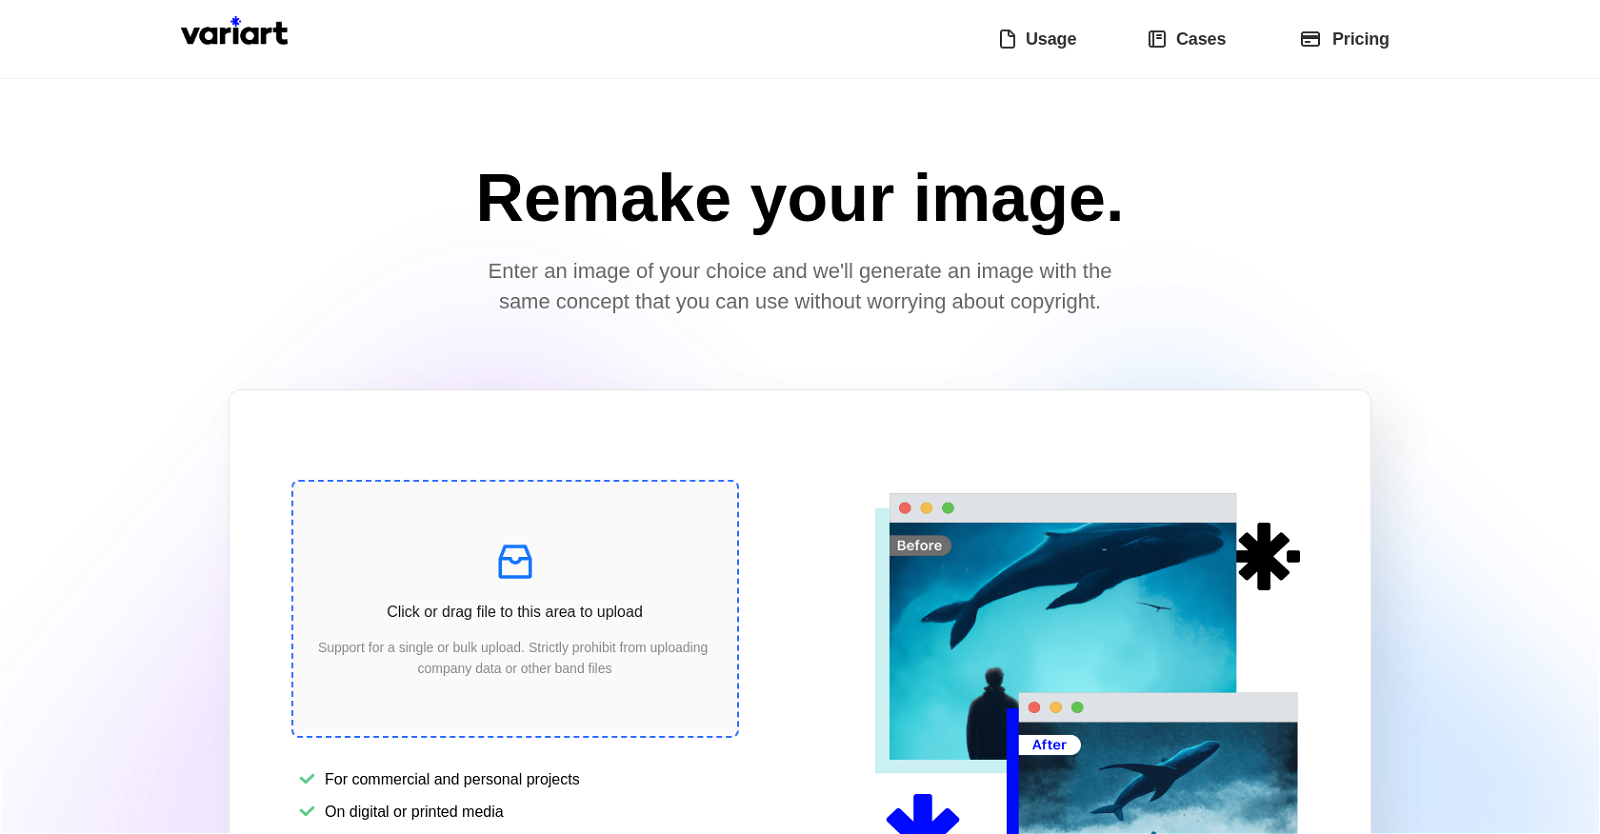 variart
Usage
Cases
Pricing
Remake your image.
Enter an image of your choice and we'll generate an image with the
same concept that you can use without worrying about copyright.
Click or drag file to this area to upload
Support for a single or bulk upload. Strictly prohibit from uploading
company data or other band files
For commercial and personal projects
On digital or printed media
Before
After